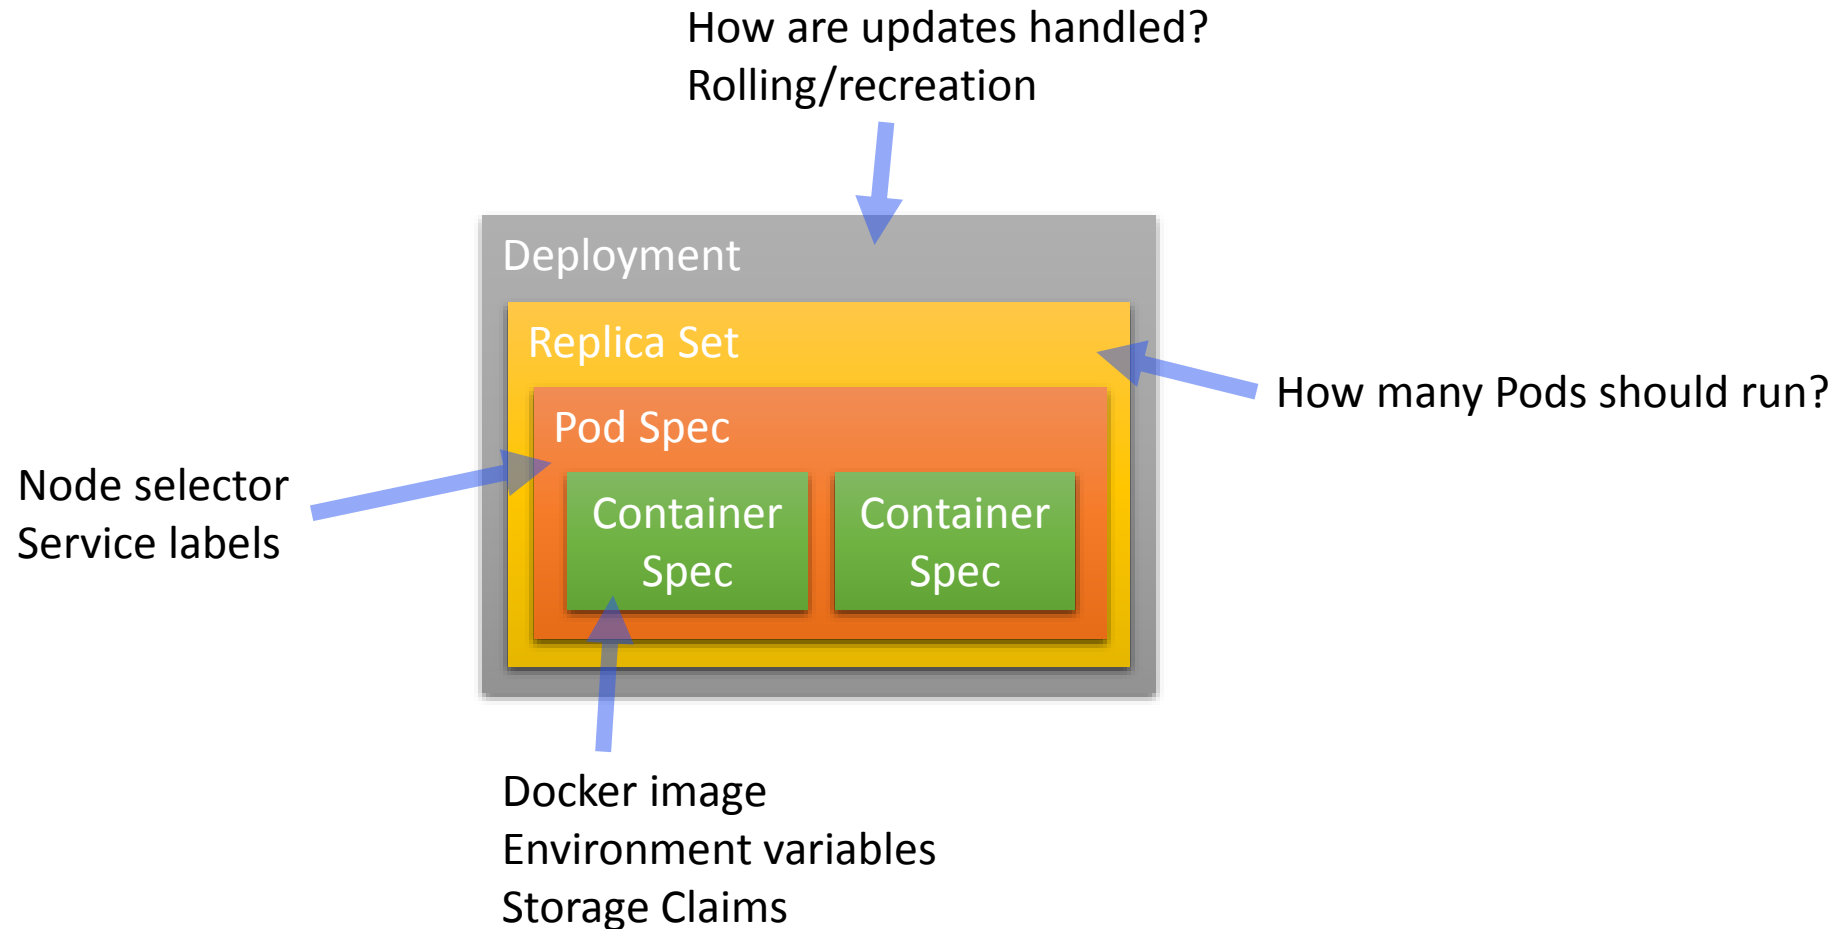 How are updates handled?
Rolling/recreation
Deployment
Replica Set
How many Pods should run?
Pod Spec
Node selector
Service labels
Container
Spec
Container
Spec
Docker image
Environment variables
Storage Claims